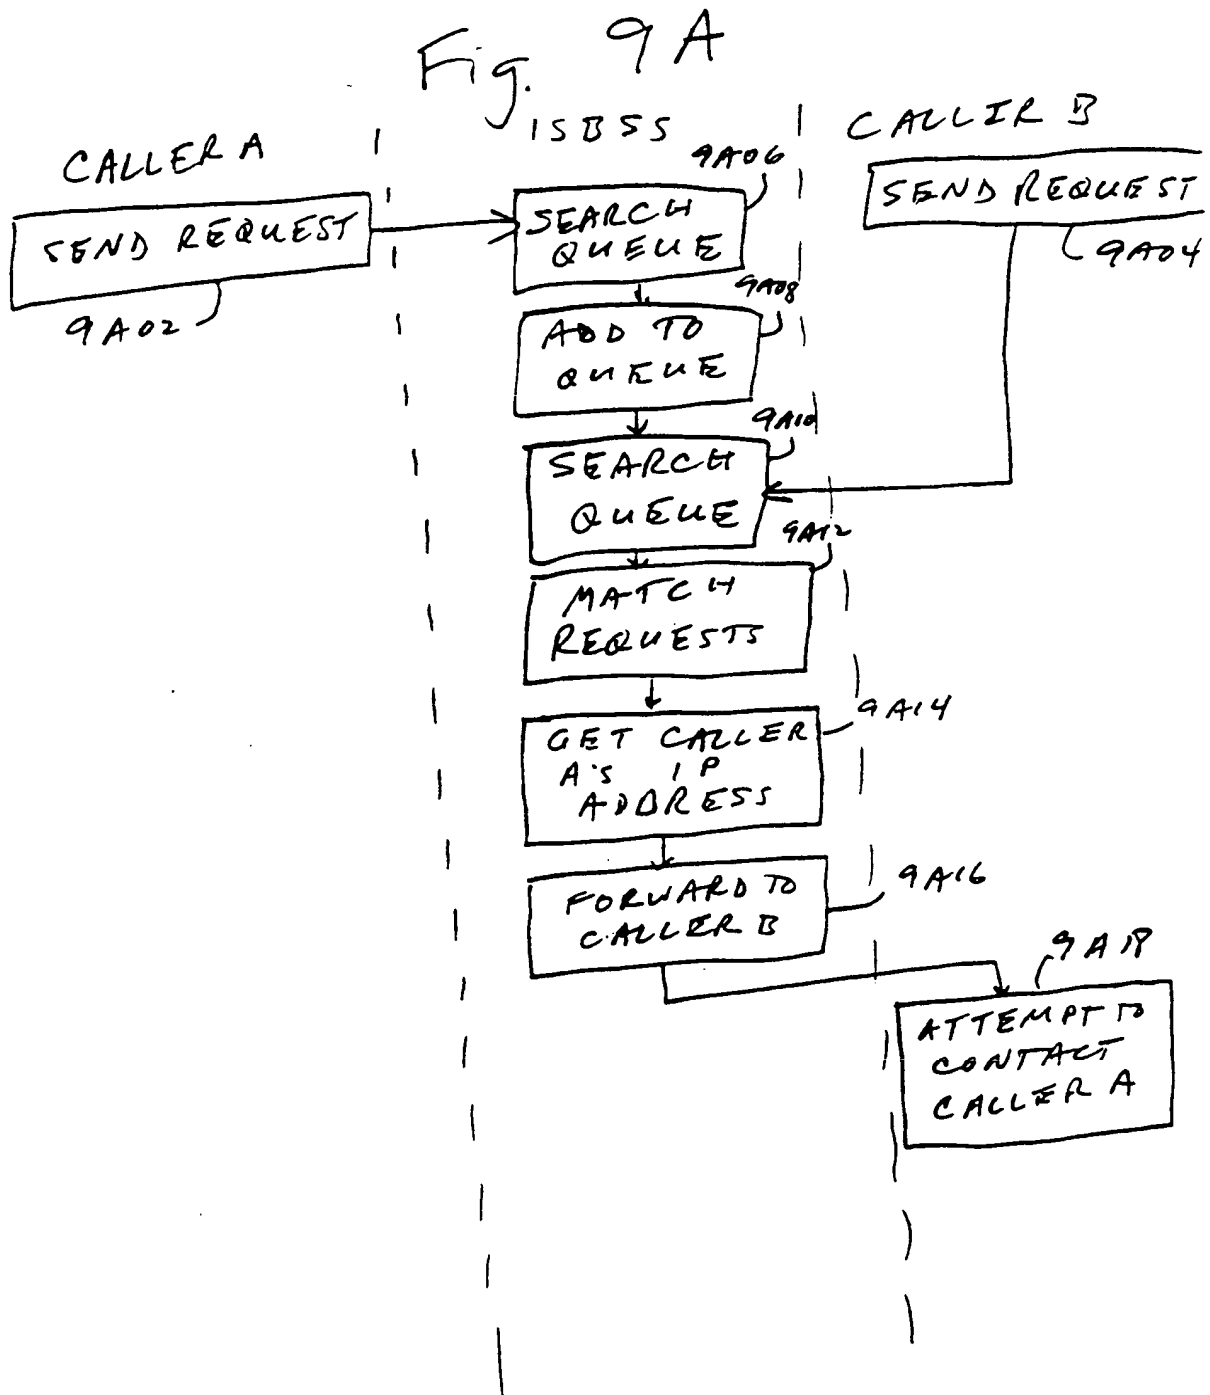 Fig. 9A
CALLER A
ISBSS
CALLER B
SEND REQUEST
9A02
SEND REQUEST
9A04
9A06
SEARCH
QUEUE
9A08
ADD TO
QUEUE
9A10
SEARCH
QUEUE
9A12
MATCH
REQUESTS
9A14
GET CALLER
A's IP
ADDRESS
9A16
FORWARD TO
CALLER B
9A18
ATTEMPT TO
CONTACT
CALLER A